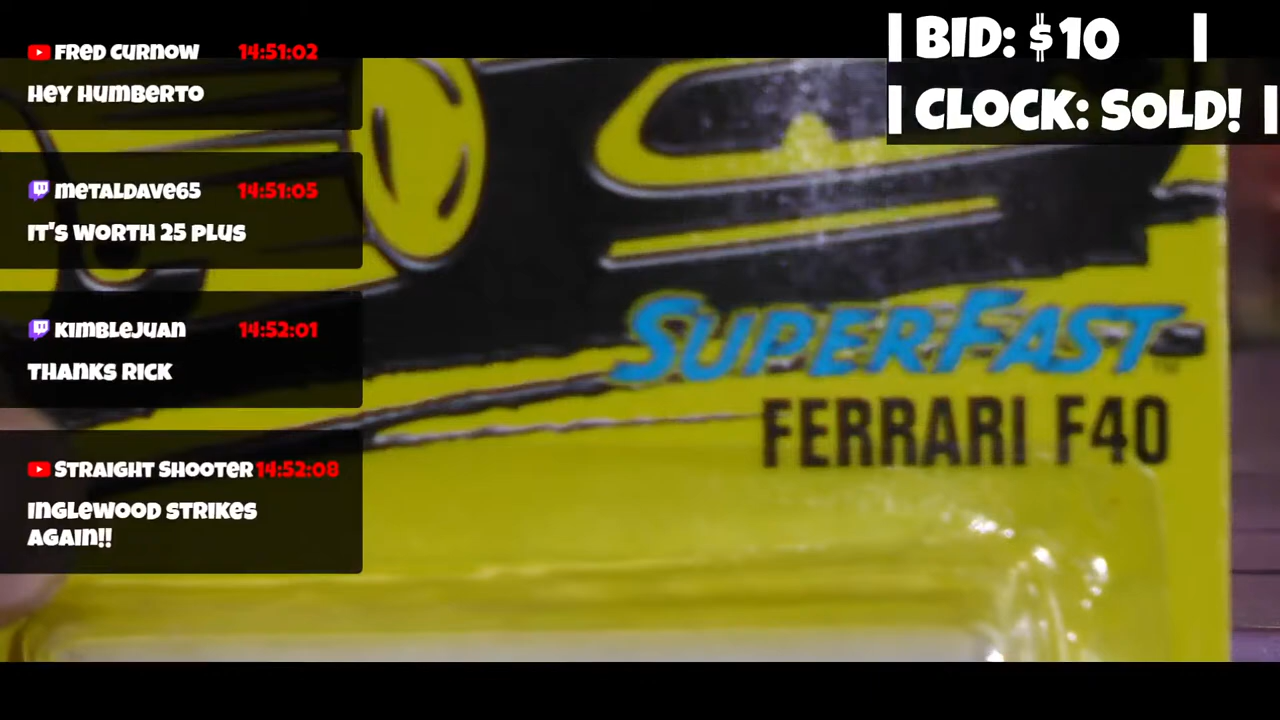 Fred Curnow 14:51:02
Hey Humberto
metaldave65 14:51:05
It's worth 25 plus
KimbleJuan 14:52:01
Thanks Rick
Straight Shooter 14:52:08
Inglewood strikes
again!!
| BID: $10 |
| CLOCK: SOLD! |
SUPERFAST™
FERRARI F40